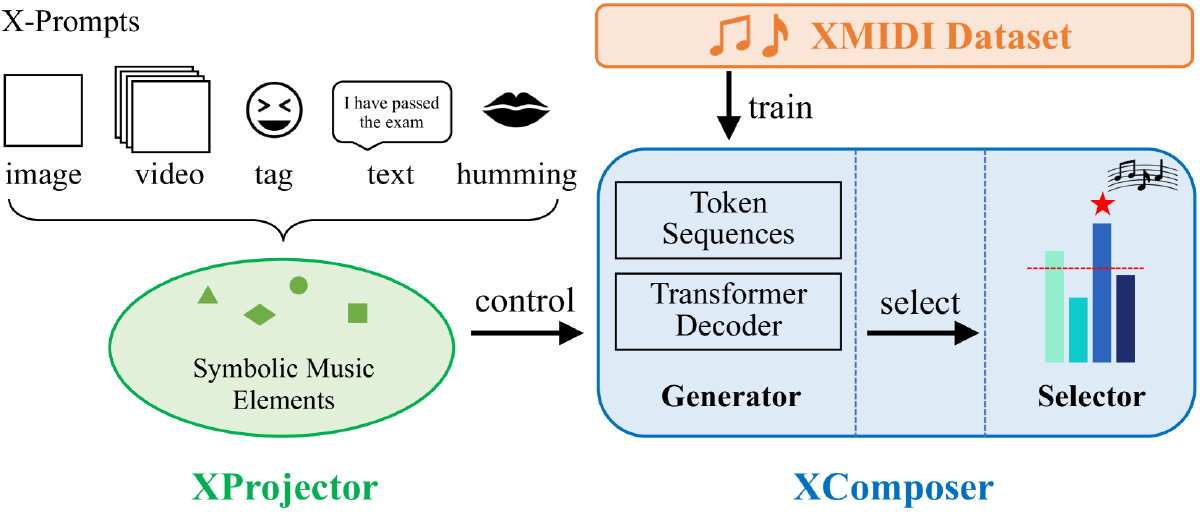 X-Prompts
XMIDI Dataset
I have passed
the exam
image
video
tag
text
humming
train
Token
Sequences
Transformer
Decoder
Generator
select
Selector
control
Symbolic Music
Elements
XProjector
XComposer